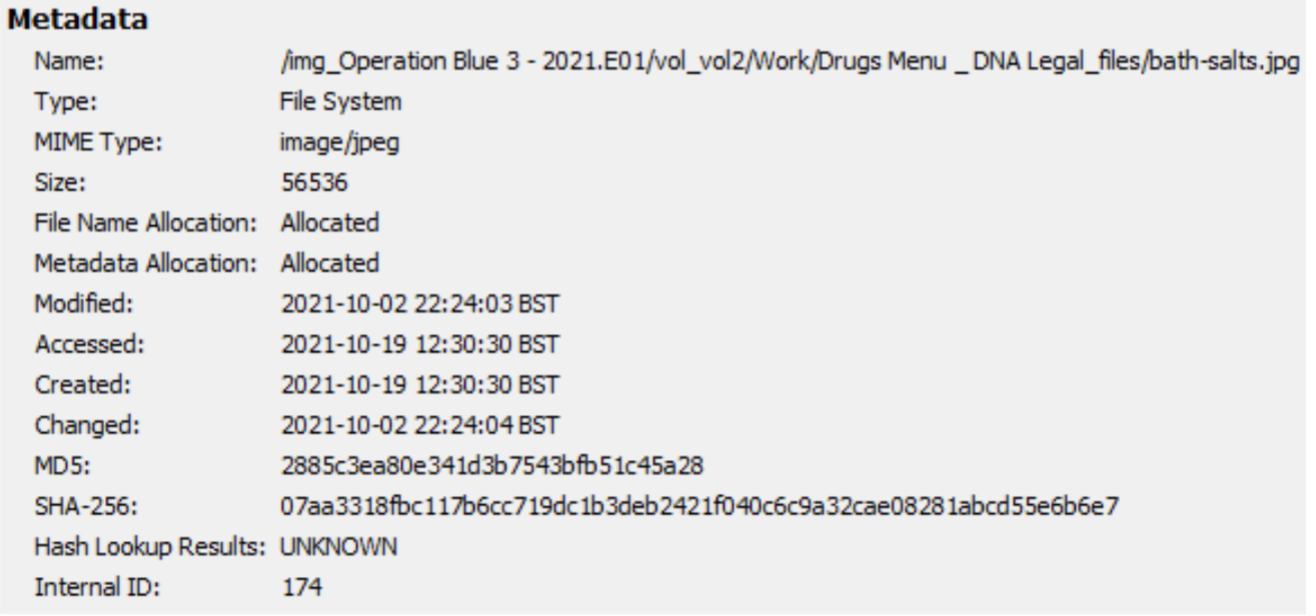 Metadata
Name: /img_Operation Blue 3 - 2021.E01/vol_vol2/Work/Drugs Menu _ DNA Legal_files/bath-salts.jpg
Type: File System
MIME Type: image/jpeg
Size: 56536
File Name Allocation: Allocated
Metadata Allocation: Allocated
Modified: 2021-10-02 22:24:03 BST
Accessed: 2021-10-19 12:30:30 BST
Created: 2021-10-19 12:30:30 BST
Changed: 2021-10-02 22:24:04 BST
MD5: 2885c3ea80e341d3b7543bfb51c45a28
SHA-256: 07aa3318fbc117b6cc719dc1b3deb2421f040c6c9a32cae08281abcd55e6b6e7
Hash Lookup Results: UNKNOWN
Internal ID: 174